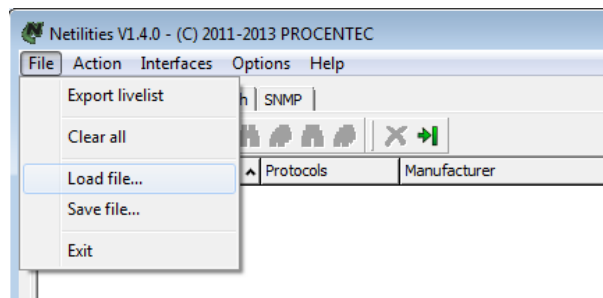 Netilities V1.4.0 - (C) 2011-2013 PROCENTEC
File Action Interfaces Options Help
Export livelist
h SNMP
Clear all
Protocols Manufacturer
Load file...
Save file...
Exit